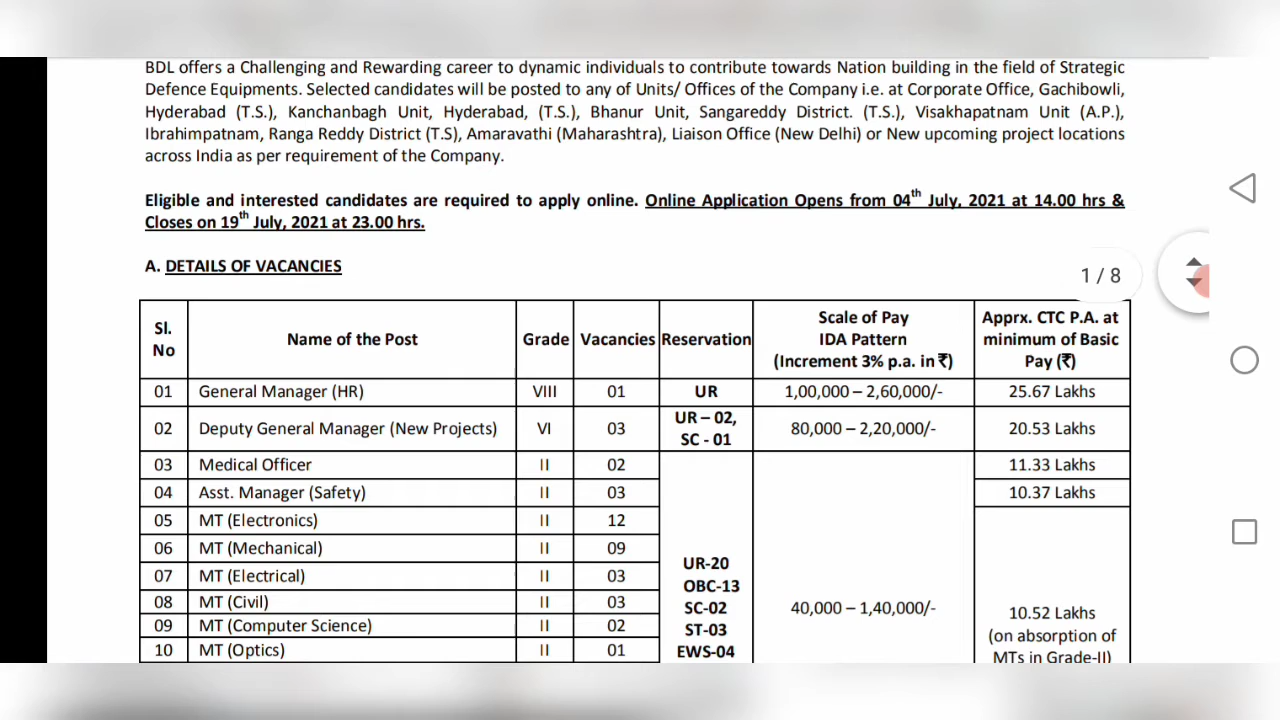 BDL offers a Challenging and Rewarding career to dynamic individuals to contribute towards Nation building in the field of Strategic
Defence Equipments. Selected candidates will be posted to any of Units/ Offices of the Company i.e. at Corporate Office, Gachibowli,
Hyderabad (T.S.), Kanchanbagh Unit, Hyderabad, (T.S.), Bhanur Unit, Sangareddy District. (T.S.), Visakhapatnam Unit (A.P.),
Ibrahimpatnam, Ranga Reddy District (T.S), Amaravathi (Maharashtra), Liaison Office (New Delhi) or New upcoming project locations
across India as per requirement of the Company.
Eligible and interested candidates are required to apply online. Online Application Opens from 04th July, 2021 at 14.00 hrs &
Closes on 19th July, 2021 at 23.00 hrs.
A. DETAILS OF VACANCIES
1 / 8
Sl. No Name of the Post Grade Vacancies Reservation Scale of Pay IDA Pattern (Increment 3% p.a. in ₹) Apprx. CTC P.A. at minimum of Basic Pay (₹)
01 General Manager (HR) VIII 01 UR 1,00,000 – 2,60,000/- 25.67 Lakhs
02 Deputy General Manager (New Projects) VI 03 UR – 02, SC - 01 80,000 – 2,20,000/- 20.53 Lakhs
03 Medical Officer II 02 11.33 Lakhs
04 Asst. Manager (Safety) II 03 10.37 Lakhs
05 MT (Electronics) II 12
06 MT (Mechanical) II 09
07 MT (Electrical) II 03
08 MT (Civil) II 03
09 MT (Computer Science) II 02
10 MT (Optics) II 01
UR-20
OBC-13
SC-02
ST-03
EWS-04
40,000 – 1,40,000/-
10.52 Lakhs
(on absorption of
MTs in Grade-II)